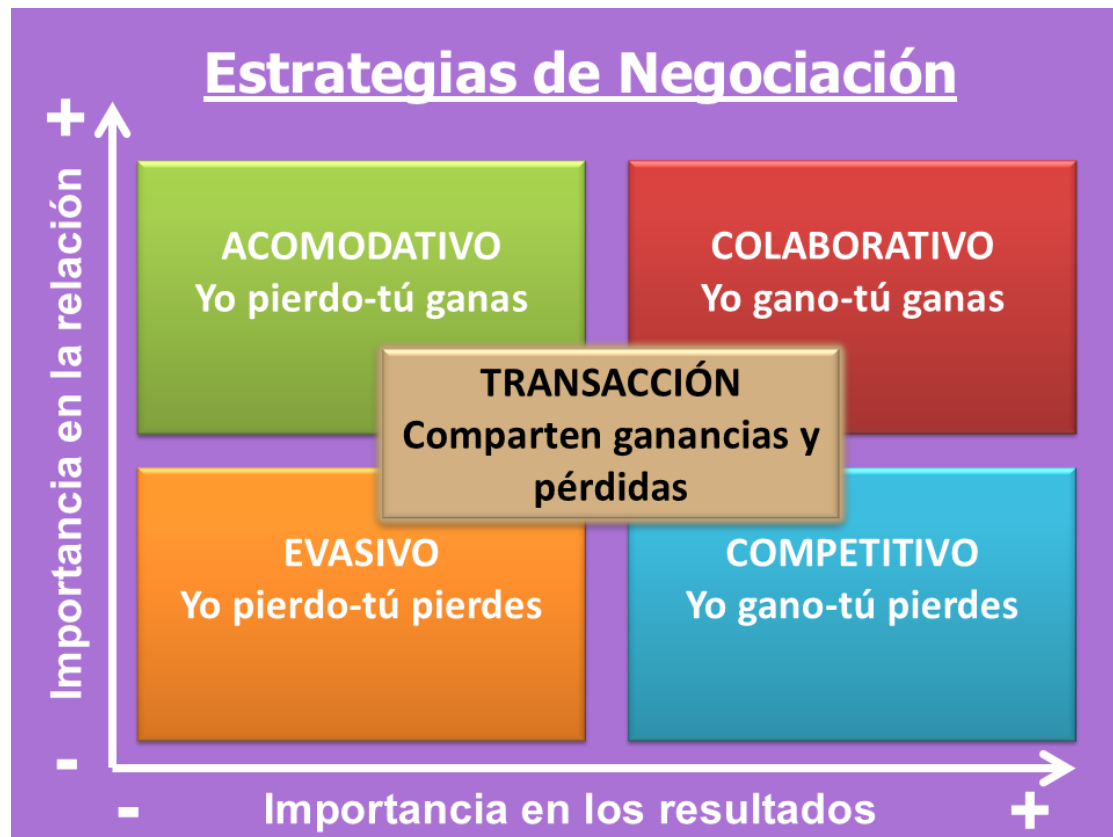 Estrategias de Negociación
+
Importancia en la relación
-
ACOMODATIVO
Yo pierdo-tú ganas
COLABORATIVO
Yo gano-tú ganas
TRANSACCIÓN
Comparten ganancias y
pérdidas
EVASIVO
Yo pierdo-tú pierdes
COMPETITIVO
Yo gano-tú pierdes
-
Importancia en los resultados
+